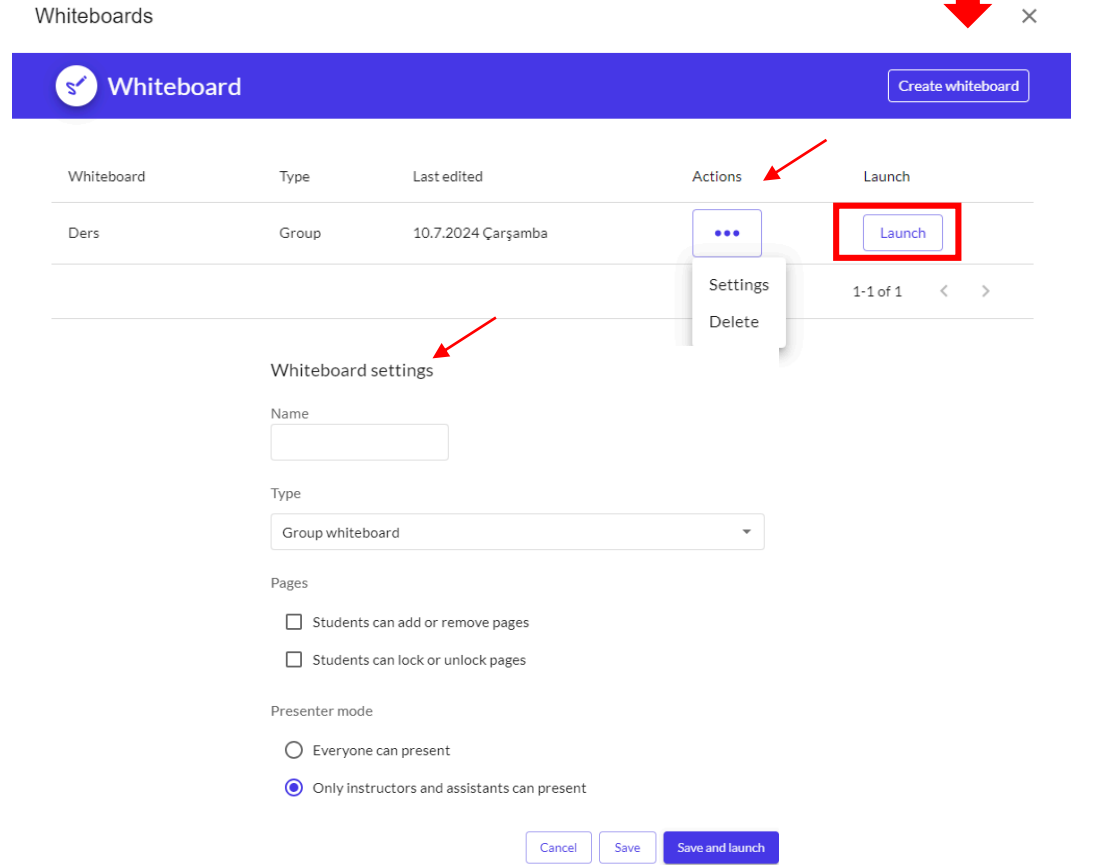 Whiteboards
Whiteboard
Create whiteboard
Whiteboard Type Last edited Actions Launch
Ders Group 10.7.2024 Çarşamba ••• Launch
Settings
1-1 of 1
Delete
Whiteboard settings
Name
Type
Group whiteboard
Pages
Students can add or remove pages
Students can lock or unlock pages
Presenter mode
Everyone can present
Only instructors and assistants can present
Cancel Save Save and launch